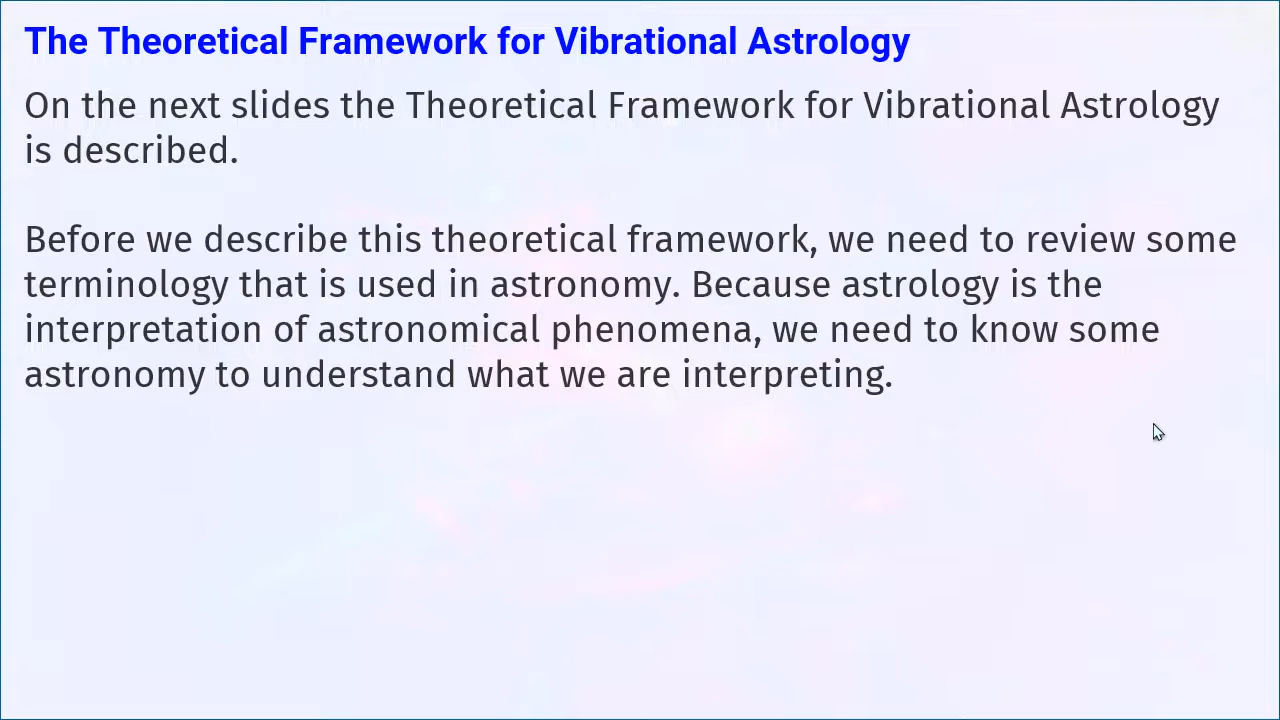 The Theoretical Framework for Vibrational Astrology
On the next slides the Theoretical Framework for Vibrational Astrology
is described.
Before we describe this theoretical framework, we need to review some
terminology that is used in astronomy. Because astrology is the
interpretation of astronomical phenomena, we need to know some
astronomy to understand what we are interpreting.